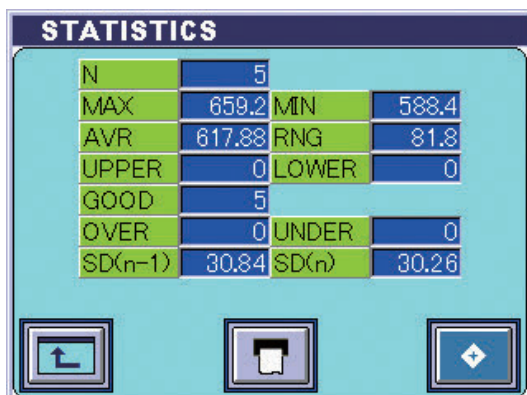 STATISTICS
N 5
MAX 659.2 MIN 588.4
AVR 617.88 RNG 81.8
UPPER 0 LOWER 0
GOOD 5
OVER 0 UNDER 0
SD(n-1) 30.84 SD(n) 30.26